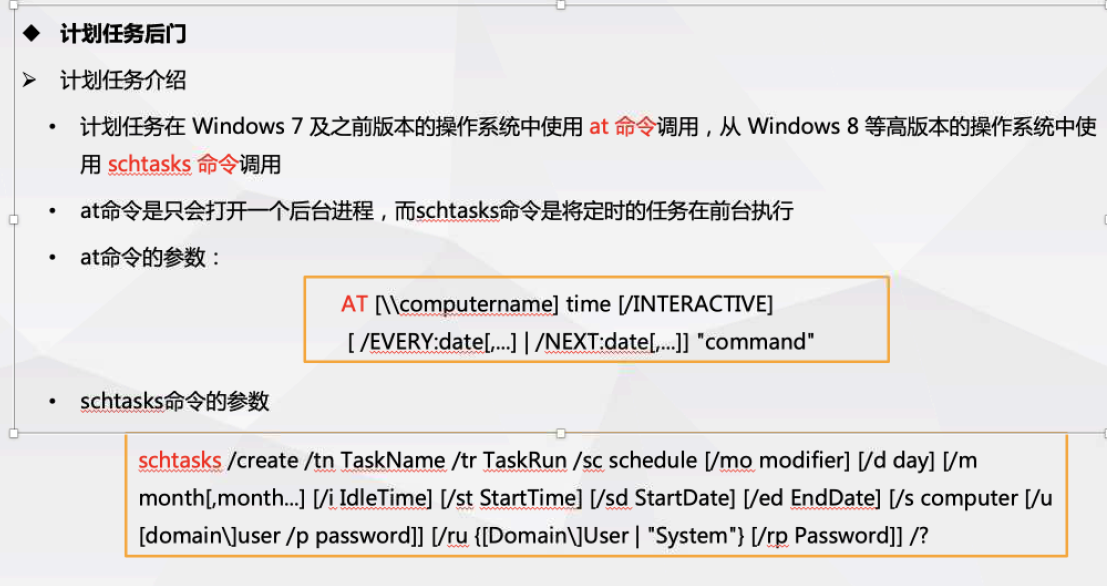 ◆ 计划任务后门
➢ 计划任务介绍
• 计划任务在 Windows 7 及之前版本的操作系统中使用 at 命令调用，从 Windows 8 等高版本的操作系统中使
用 schtasks 命令调用
• at命令是只会打开一个后台进程，而schtasks命令是将定时的任务在前台执行
• at命令的参数：
AT [\\computername] time [/INTERACTIVE]
[ /EVERY:date[,...] | /NEXT:date[,...]] "command"
• schtasks命令的参数
schtasks /create /tn TaskName /tr TaskRun /sc schedule [/mo modifier] [/d day] [/m
month[,month...] [/i IdleTime] [/st StartTime] [/sd StartDate] [/ed EndDate] [/s computer [/u
[domain\]user /p password]] [/ru {[Domain\]User | "System"} [/rp Password]] /?